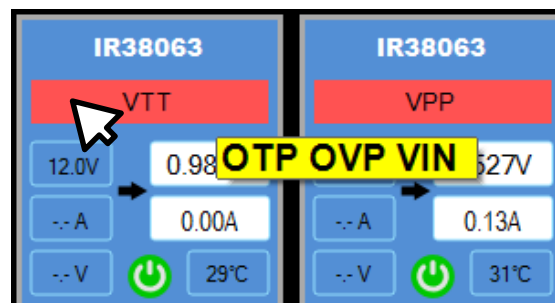 IR38063
VTT
12.0V
0.98
-.- A
0.00A
-.- V
29°C
IR38063
VPP
OTP OVP VIN
527V
-.- A
0.13A
-.- V
31°C